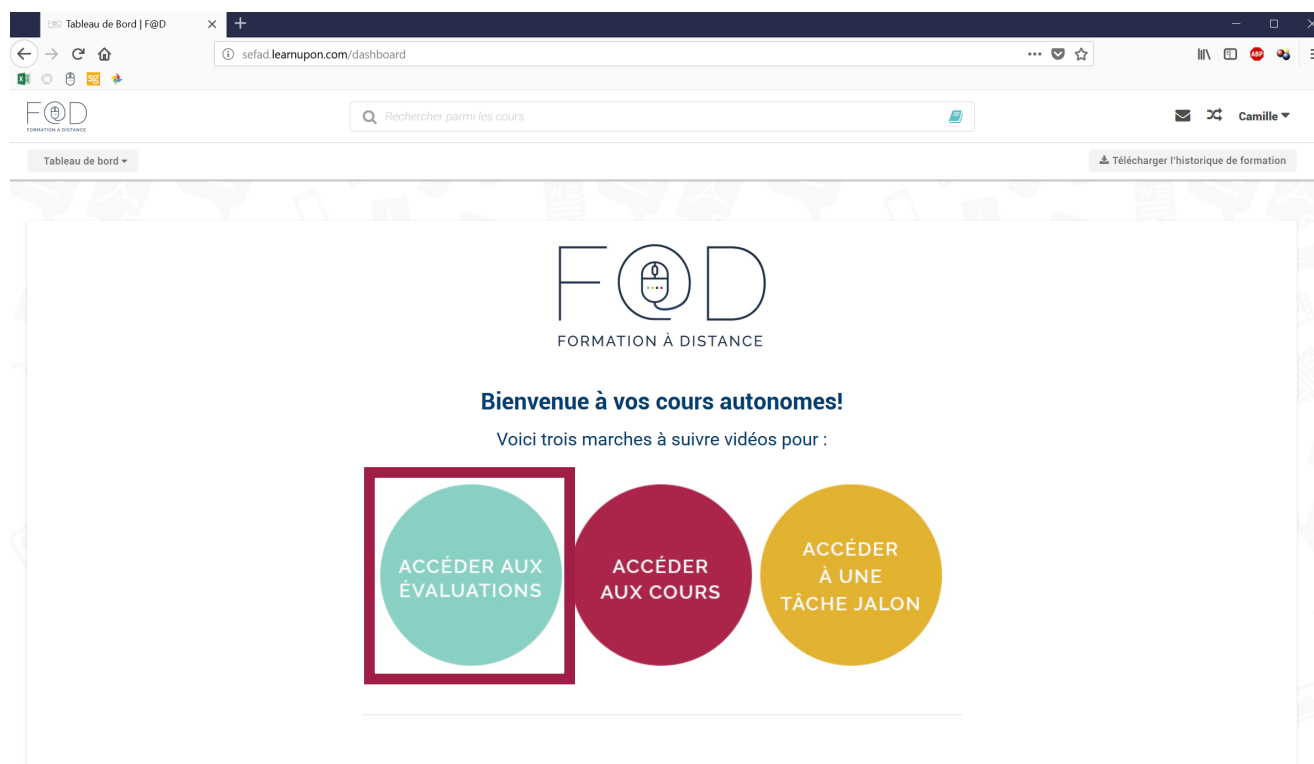 Tableau de Bord | F@D
sefad.learnupon.com/dashboard
F@D
FORMATION À DISTANCE
Rechercher parmi les cours
Camille
Tableau de bord
Télécharger l'historique de formation
F@D
FORMATION À DISTANCE
Bienvenue à vos cours autonomes!
Voici trois marches à suivre vidéos pour :
ACCÉDER AUX
ÉVALUATIONS
ACCÉDER
AUX COURS
ACCÉDER
À UNE
TÂCHE JALON